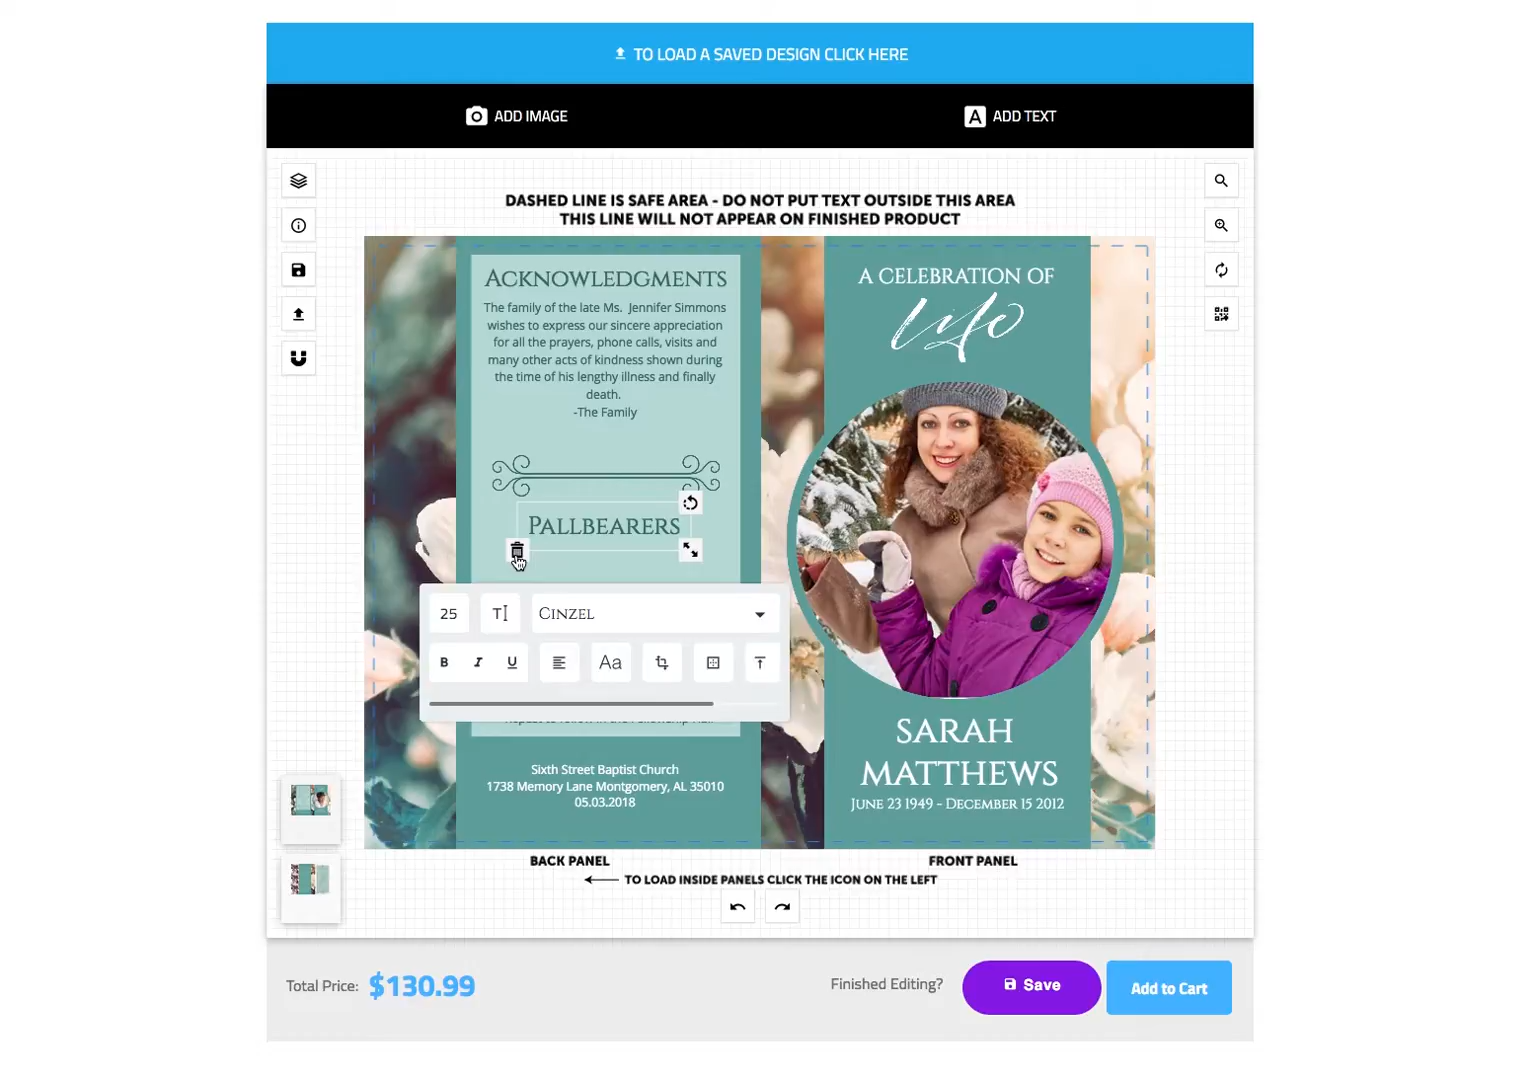 TO LOAD A SAVED DESIGN CLICK HERE
ADD IMAGE
ADD TEXT
DASHED LINE IS SAFE AREA - DO NOT PUT TEXT OUTSIDE THIS AREA
THIS LINE WILL NOT APPEAR ON FINISHED PRODUCT
Acknowledgments
The family of the late Ms.  Jennifer Simmons
wishes to express our sincere appreciation
for all the prayers, phone calls, visits and
many other acts of kindness shown during
the time of his lengthy illness and finally
death.
-The Family
Pallbearers
25
Cinzel
B I U
Aa
Sixth Street Baptist Church
1738 Memory Lane Montgomery, AL 35010
05.03.2018
A CELEBRATION OF
Life
SARAH
MATTHEWS
June 23 1949 - December 15 2012
BACK PANEL
FRONT PANEL
TO LOAD INSIDE PANELS CLICK THE ICON ON THE LEFT
Total Price: $130.99
Finished Editing?
Save
Add to Cart